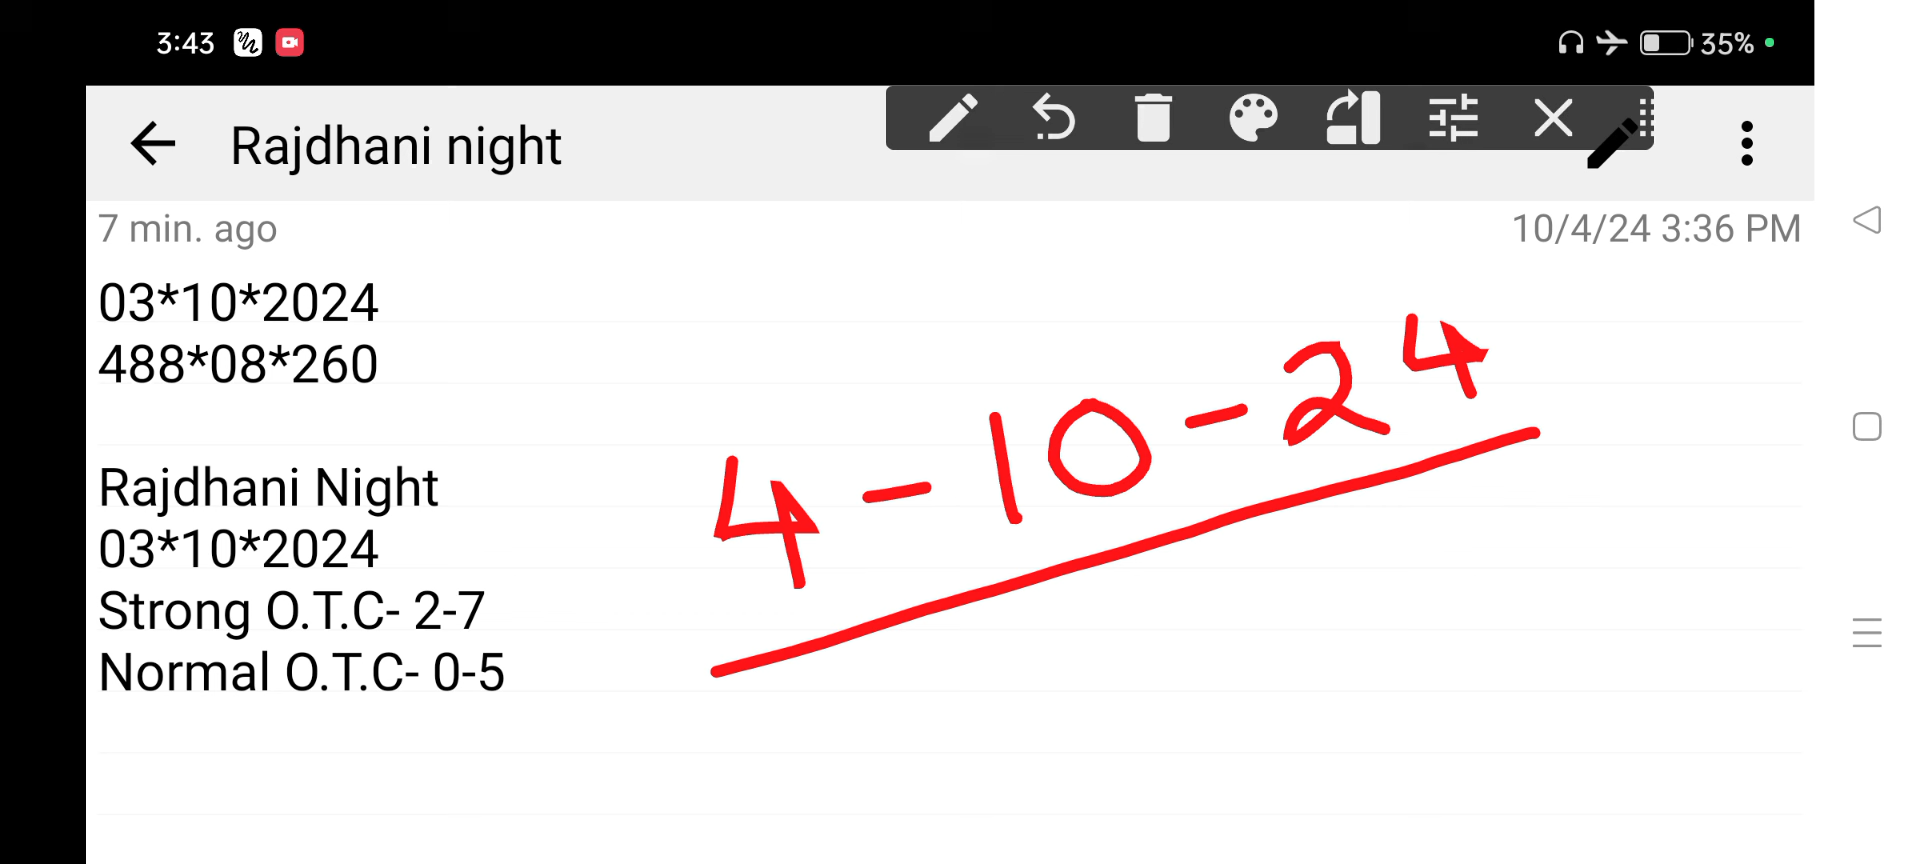 3:43 35%
Rajdhani night
7 min. ago 10/4/24 3:36 PM
03*10*2024
488*08*260
4-10-24
Rajdhani Night
03*10*2024
Strong O.T.C- 2-7
Normal O.T.C- 0-5